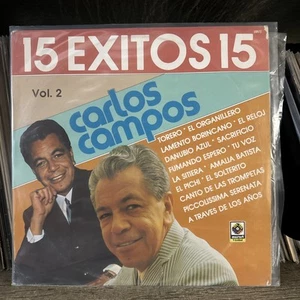 15 EXITOS 15
Vol. 2
carlos
campos
TORERO * EL ORGANILLERO
LAMENTO BORINCANO * EL RELOJ
DANUBIO AZUL * SACRIFICIO
FUMANDO ESPERO * TU VOZ
LA SITIERA * AMALIA BATISTA
EL PICHI * EL SOLTERITO
CANTO DE LAS TROMPETAS
PICCOLISSIMA SERENATA
A TRAVES DE LOS AÑOS